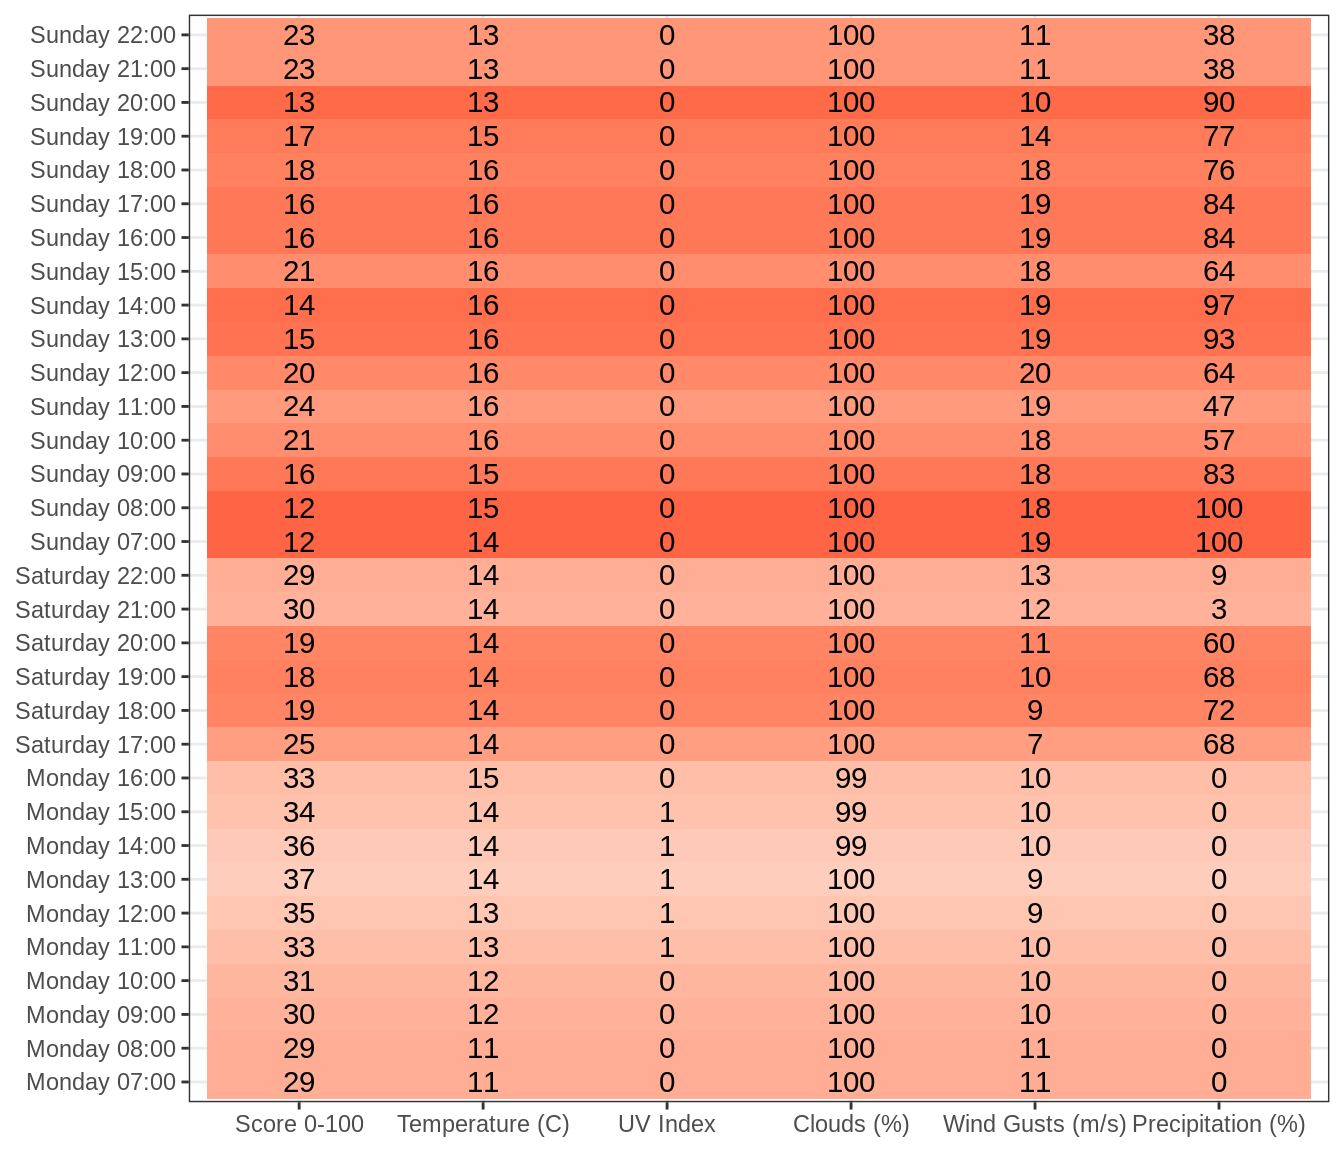 Sunday 22:00 23 13 0 100 11 38
Sunday 21:00 23 13 0 100 11 38
Sunday 20:00 13 13 0 100 10 90
Sunday 19:00 17 15 0 100 14 77
Sunday 18:00 18 16 0 100 18 76
Sunday 17:00 16 16 0 100 19 84
Sunday 16:00 16 16 0 100 19 84
Sunday 15:00 21 16 0 100 18 64
Sunday 14:00 14 16 0 100 19 97
Sunday 13:00 15 16 0 100 19 93
Sunday 12:00 20 16 0 100 20 64
Sunday 11:00 24 16 0 100 19 47
Sunday 10:00 21 16 0 100 18 57
Sunday 09:00 16 15 0 100 18 83
Sunday 08:00 12 15 0 100 18 100
Sunday 07:00 12 14 0 100 19 100
Saturday 22:00 29 14 0 100 13 9
Saturday 21:00 30 14 0 100 12 3
Saturday 20:00 19 14 0 100 11 60
Saturday 19:00 18 14 0 100 10 68
Saturday 18:00 19 14 0 100 9 72
Saturday 17:00 25 14 0 100 7 68
Monday 16:00 33 15 0 99 10 0
Monday 15:00 34 14 1 99 10 0
Monday 14:00 36 14 1 99 10 0
Monday 13:00 37 14 1 100 9 0
Monday 12:00 35 13 1 100 9 0
Monday 11:00 33 13 1 100 10 0
Monday 10:00 31 12 0 100 10 0
Monday 09:00 30 12 0 100 10 0
Monday 08:00 29 11 0 100 11 0
Monday 07:00 29 11 0 100 11 0
Score 0-100 Temperature (C) UV Index Clouds (%) Wind Gusts (m/s) Precipitation (%)